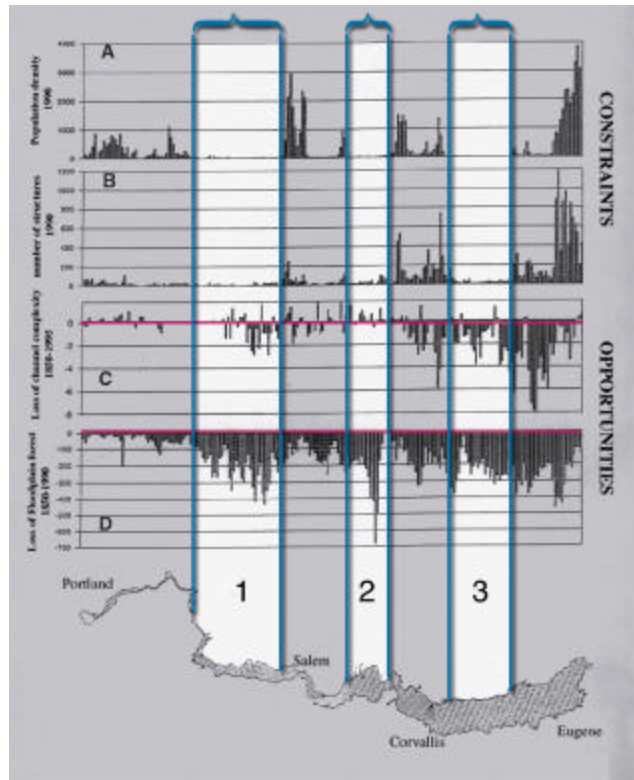 A
4000
3000
2000
1000
0
Population density
1990
B
1200
1000
800
600
400
200
0
number of structures
1990
CONSTRAINTS
C
0
-2
-4
-6
-8
Loss of channel complexity
1850-1995
D
0
-100
-200
-300
-400
-500
-600
-700
Loss of Floodplain forest
1850-1990
OPPORTUNITIES
1
2
3
Portland
Salem
Corvallis
Eugene